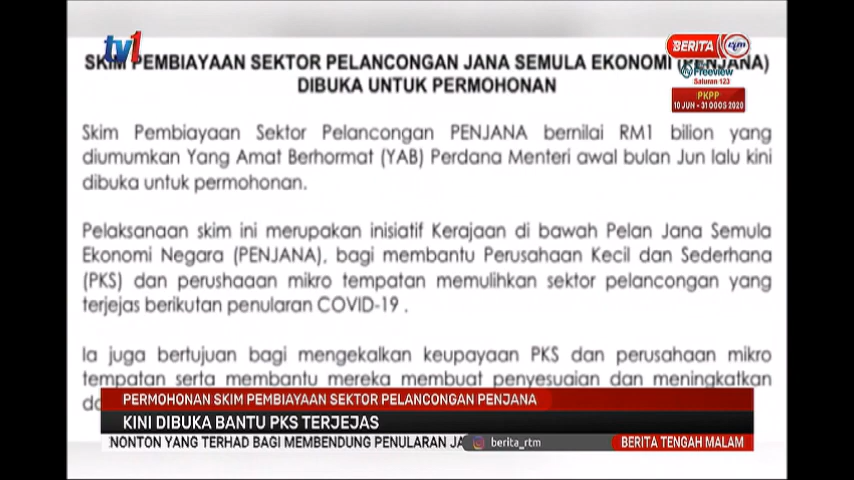 tv1
BERITA rtm
SKIM PEMBIAYAAN SEKTOR PELANCONGAN JANA SEMULA EKONOMI (PENJANA)
DIBUKA UNTUK PERMOHONAN
myFreeview
Saluran 123
PKPP
10 JUN - 31 OGOS 2020
Skim Pembiayaan Sektor Pelancongan PENJANA bernilai RM1 bilion yang
diumumkan Yang Amat Berhormat (YAB) Perdana Menteri awal bulan Jun lalu kini
dibuka untuk permohonan.
Pelaksanaan skim ini merupakan inisiatif Kerajaan di bawah Pelan Jana Semula
Ekonomi Negara (PENJANA), bagi membantu Perusahaan Kecil dan Sederhana
(PKS) dan perushaaan mikro tempatan memulihkan sektor pelancongan yang
terjejas berikutan penularan COVID-19 .
Ia juga bertujuan bagi mengekalkan keupayaan PKS dan perusahaan mikro
tempatan serta membantu mereka membuat penyesuaian dan meningkatkan
PERMOHONAN SKIM PEMBIAYAAN SEKTOR PELANCONGAN PENJANA
KINI DIBUKA BANTU PKS TERJEJAS
NONTON YANG TERHAD BAGI MEMBENDUNG PENULARAN JA
berita_rtm
BERITA TENGAH MALAM